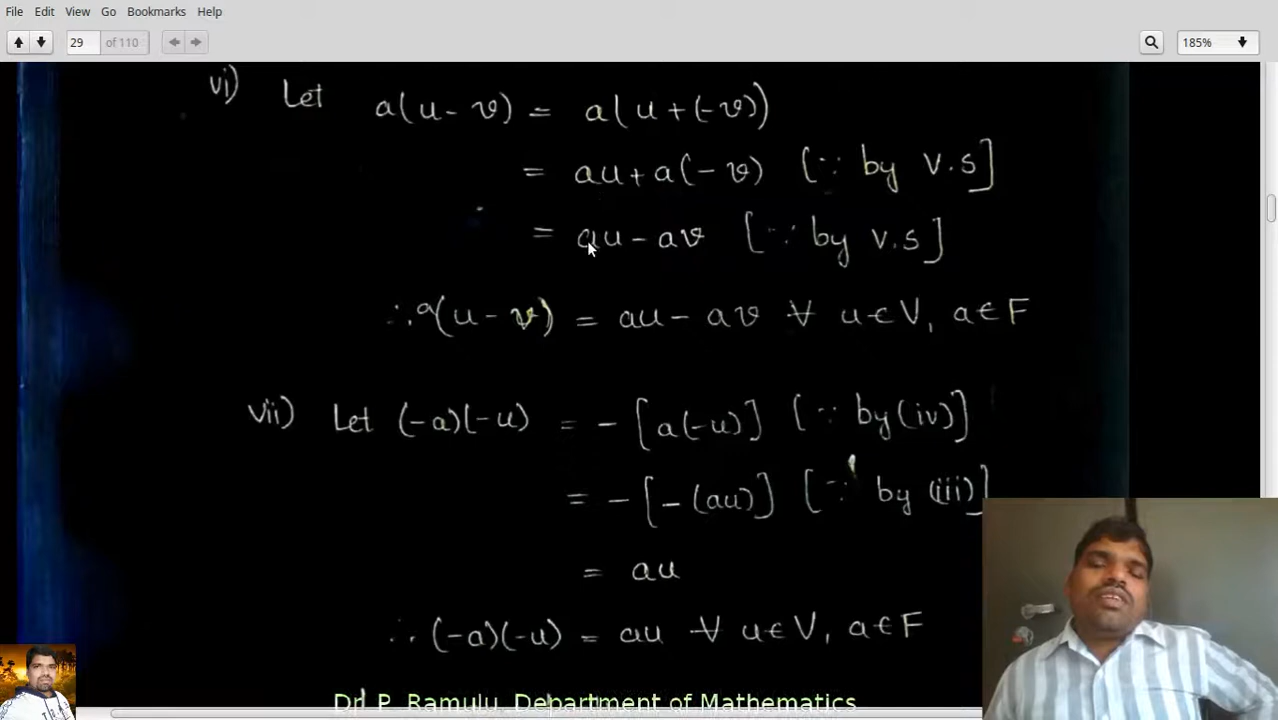 File Edit View Go Bookmarks Help
29 of 110 185%
vi) Let a(u - v) = a(u + (-v))
= au + a(-v) [∵ by V.S]
= au - av [∵ by V.S]
∴ a(u - v) = au - av ∀ u ∈ V, a ∈ F
vii) Let (-a)(-u) = - [a(-u)] [∵ by (iv)]
= - [- (au)] [∵ by (iii)]
= au
∴ (-a)(-u) = au ∀ u ∈ V, a ∈ F
Dr. P. Ramulu, Department of Mathematics